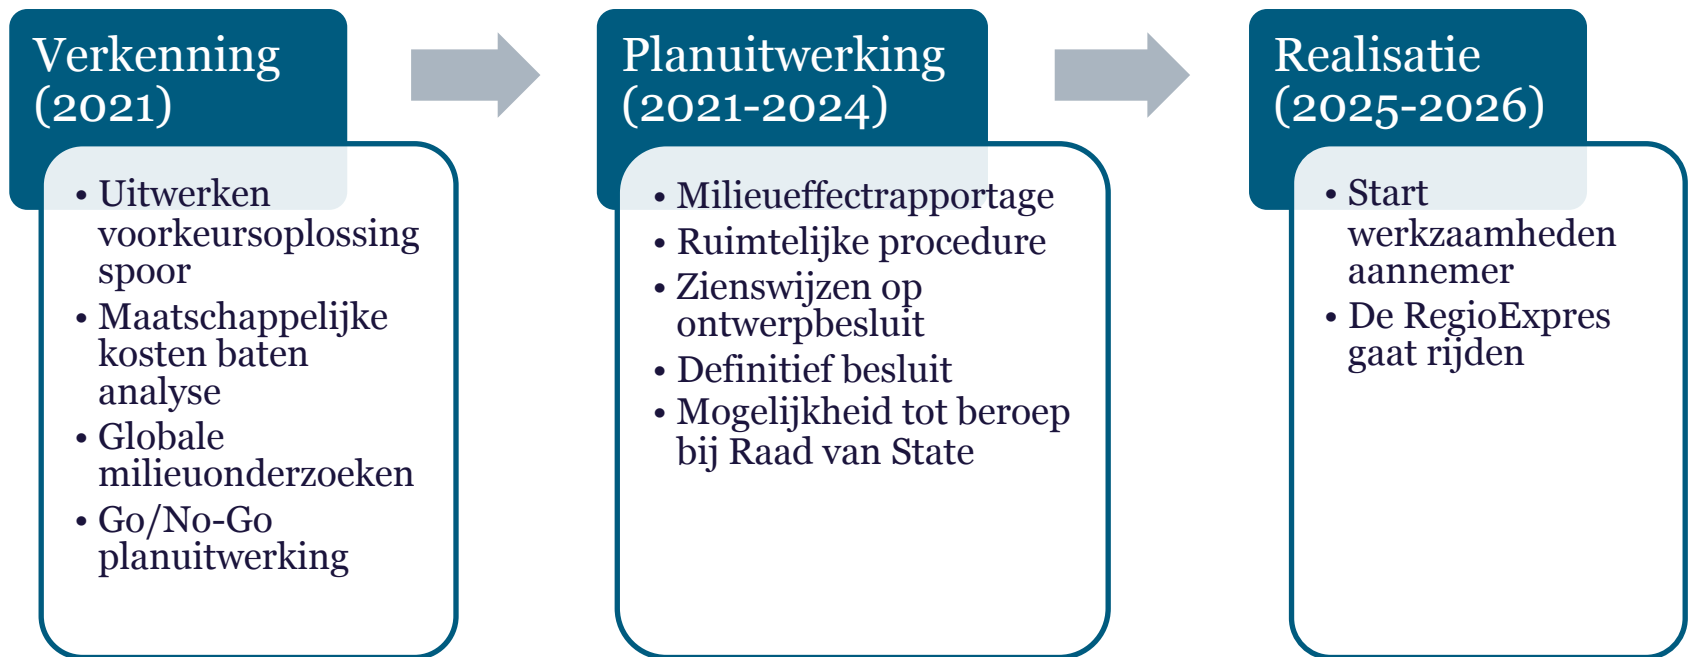 Verkenning
(2021)
• Uitwerken
voorkeursoplossing
spoor
• Maatschappelijke
kosten baten
analyse
• Globale
milieuonderzoeken
• Go/No-Go
planuitwerking
Planuitwerking
(2021-2024)
• Milieueffectrapportage
• Ruimtelijke procedure
• Zienswijzen op
ontwerpbesluit
• Definitief besluit
• Mogelijkheid tot beroep
bij Raad van State
Realisatie
(2025-2026)
• Start
werkzaamheden
aannemer
• De RegioExpres
gaat rijden